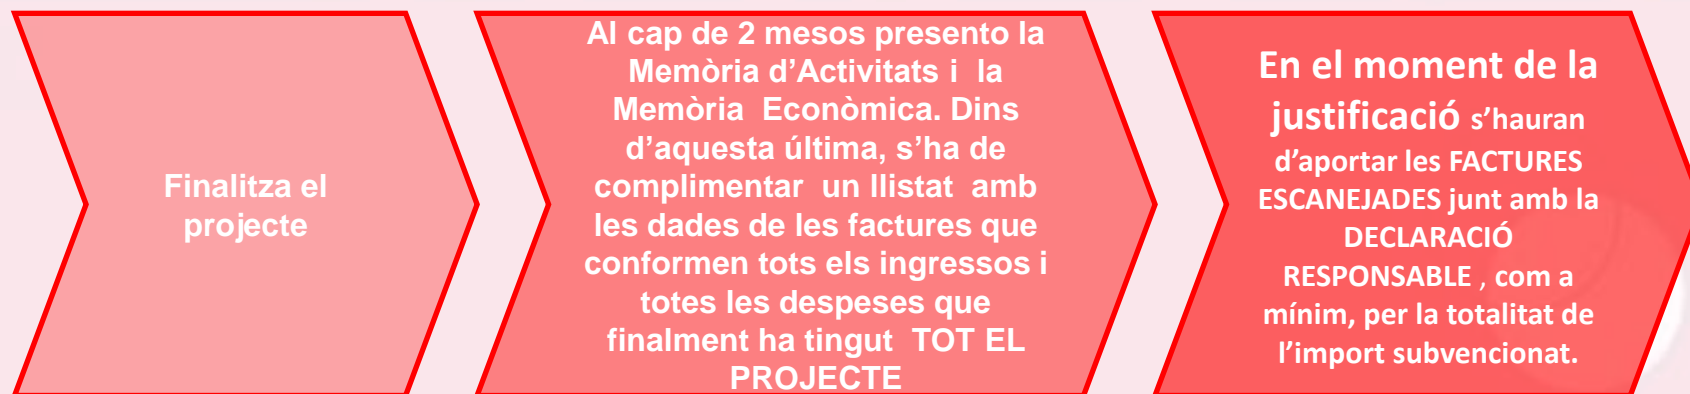 Finalitza el
projecte
Al cap de 2 mesos presento la
Memòria d’Activitats i  la
Memòria  Econòmica. Dins
d’aquesta última, s’ha de
complimentar  un llistat  amb
les dades de les factures que
conformen tots els ingressos i
totes les despeses que
finalment ha tingut  TOT EL
PROJECTE
En el moment de la
justificació s’hauran
d’aportar les FACTURES
ESCANEJADES junt amb la
DECLARACIÓ
RESPONSABLE , com a
mínim, per la totalitat de
l’import subvencionat.